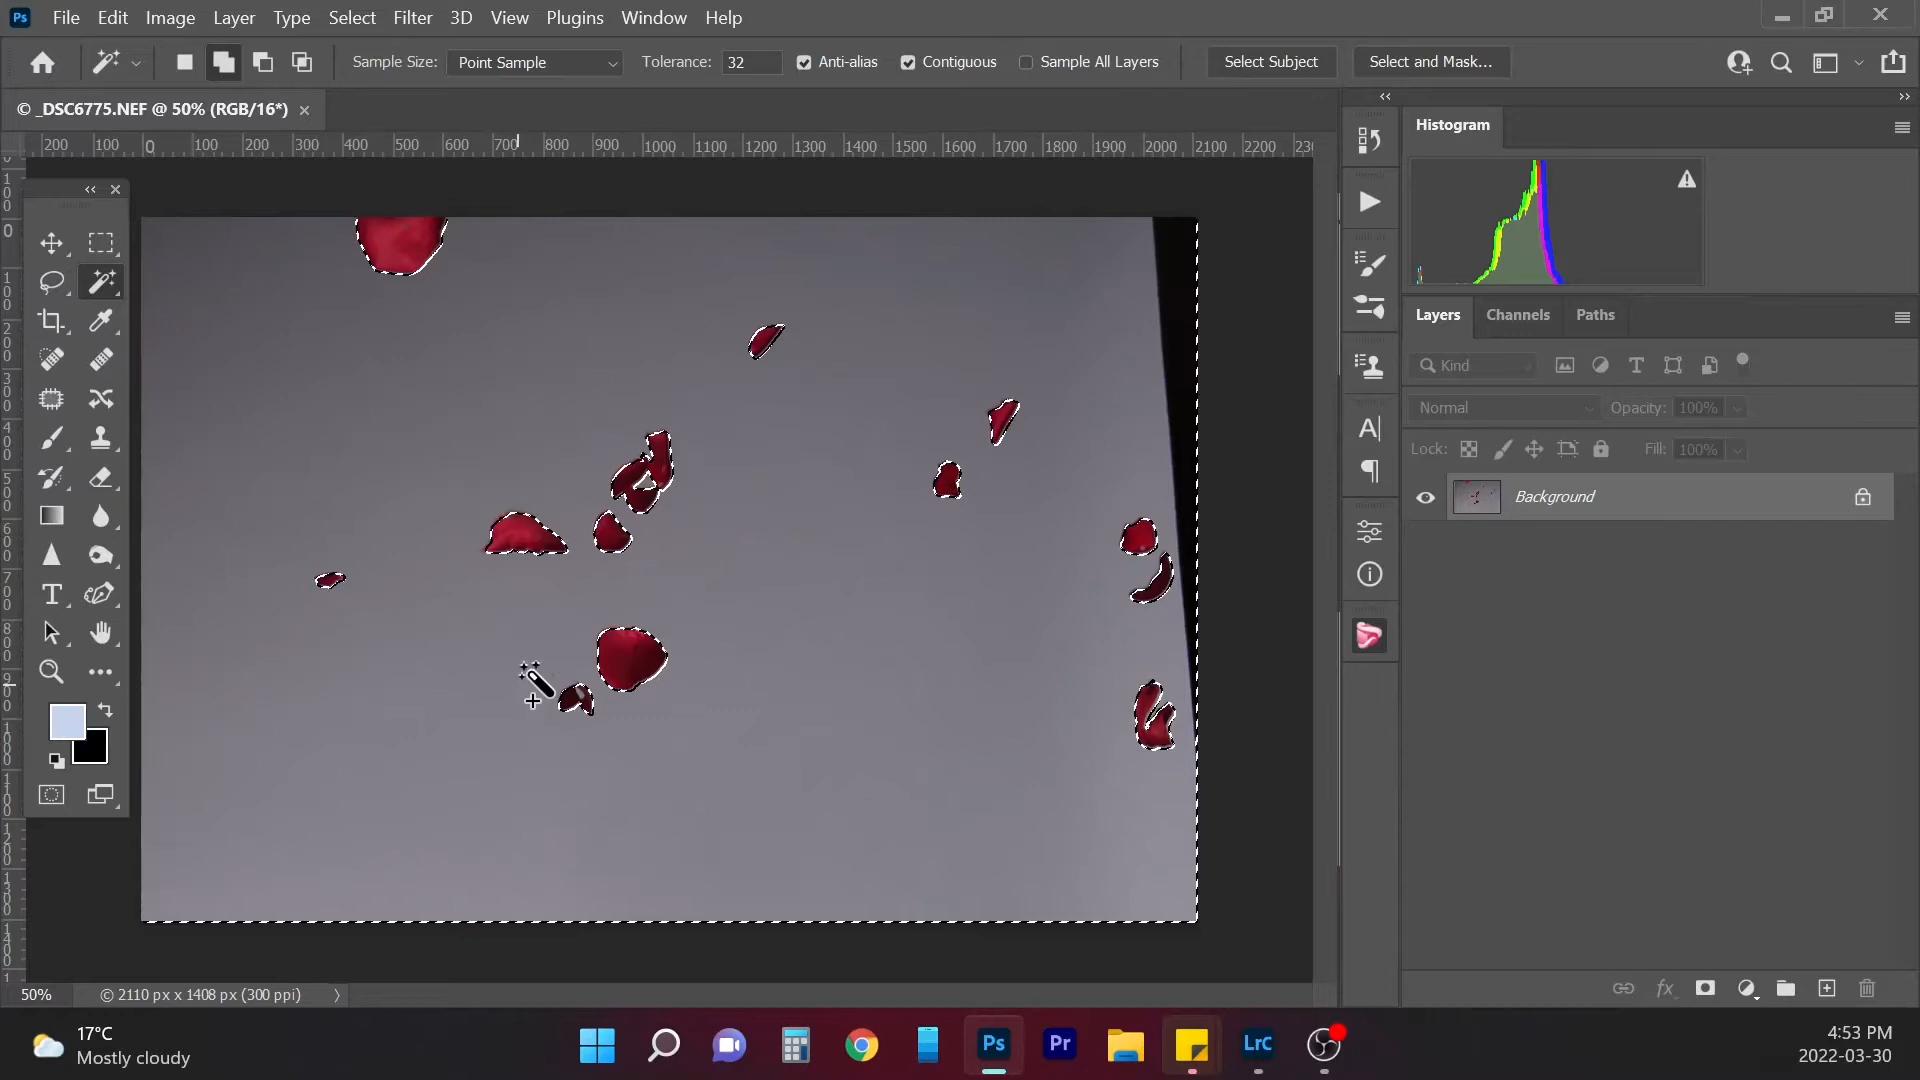 Ps File Edit Image Layer Type Select Filter 3D View Plugins Window Help
Sample Size: Point Sample Tolerance: 32 Anti-alias Contiguous Sample All Layers Select Subject Select and Mask...
© _DSC6775.NEF @ 50% (RGB/16*)
200 100 0 100 200 300 400 500 600 700 800 900 1000 1100 1200 1300 1400 1500 1600 1700 1800 1900 2000 2100 2200
Histogram
Layers Channels Paths
Kind
Normal Opacity: 100%
Lock: Fill: 100%
Background
50% © 2110 px x 1408 px (300 ppi)
17°C
Mostly cloudy
Ps Pr LrC
4:53 PM
2022-03-30